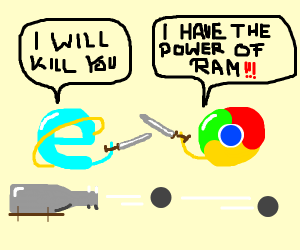 I WILL
KILL YOU
I HAVE THE
POWER OF
RAM!!!